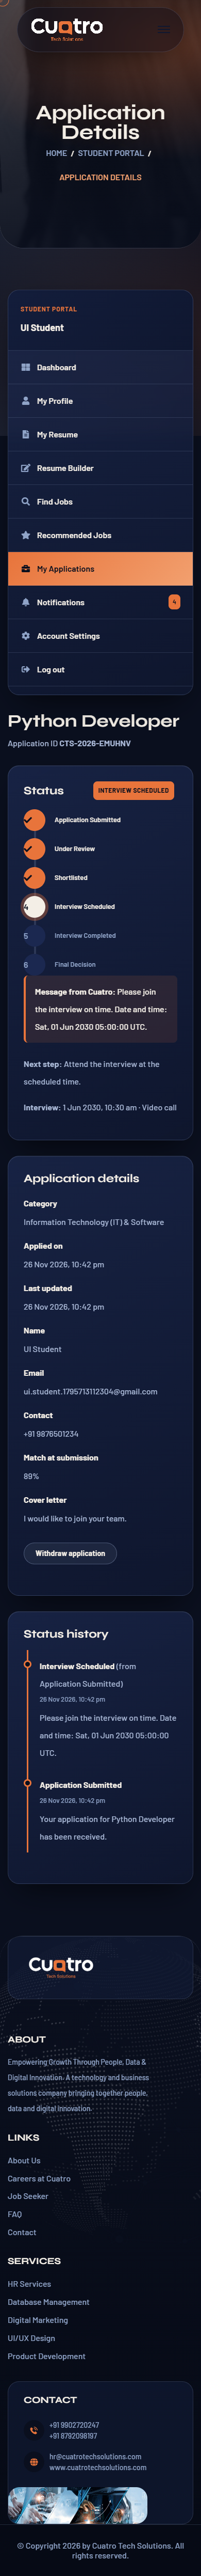 Cuatro
Tech Solutions
Application
Details
HOME / STUDENT PORTAL /
APPLICATION DETAILS
STUDENT PORTAL
UI Student
Dashboard
My Profile
My Resume
Resume Builder
Find Jobs
Recommended Jobs
My Applications
Notifications 4
Account Settings
Log out
Python Developer
Application ID CTS-2026-EMUHNV
Status
INTERVIEW SCHEDULED
Application Submitted
Under Review
Shortlisted
4 Interview Scheduled
5 Interview Completed
6 Final Decision
Message from Cuatro: Please join
the interview on time. Date and time:
Sat, 01 Jun 2030 05:00:00 UTC.
Next step: Attend the interview at the
scheduled time.
Interview: 1 Jun 2030, 10:30 am · Video call
Application details
Category
Information Technology (IT) & Software
Applied on
26 Nov 2026, 10:42 pm
Last updated
26 Nov 2026, 10:42 pm
Name
UI Student
Email
ui.student.1795713112304@gmail.com
Contact
+91 9876501234
Match at submission
89%
Cover letter
I would like to join your team.
Withdraw application
Status history
Interview Scheduled (from
Application Submitted)
26 Nov 2026, 10:42 pm
Please join the interview on time. Date
and time: Sat, 01 Jun 2030 05:00:00
UTC.
Application Submitted
26 Nov 2026, 10:42 pm
Your application for Python Developer
has been received.
Cuatro
Tech Solutions
ABOUT
Empowering Growth Through People, Data &
Digital Innovation. A technology and business
solutions company bringing together people,
data and digital innovation.
LINKS
About Us
Careers at Cuatro
Job Seeker
FAQ
Contact
SERVICES
HR Services
Database Management
Digital Marketing
UI/UX Design
Product Development
CONTACT
+91 9902720247
+91 8792098197
hr@cuatrotechsolutions.com
www.cuatrotechsolutions.com
© Copyright 2026 by Cuatro Tech Solutions. All
rights reserved.